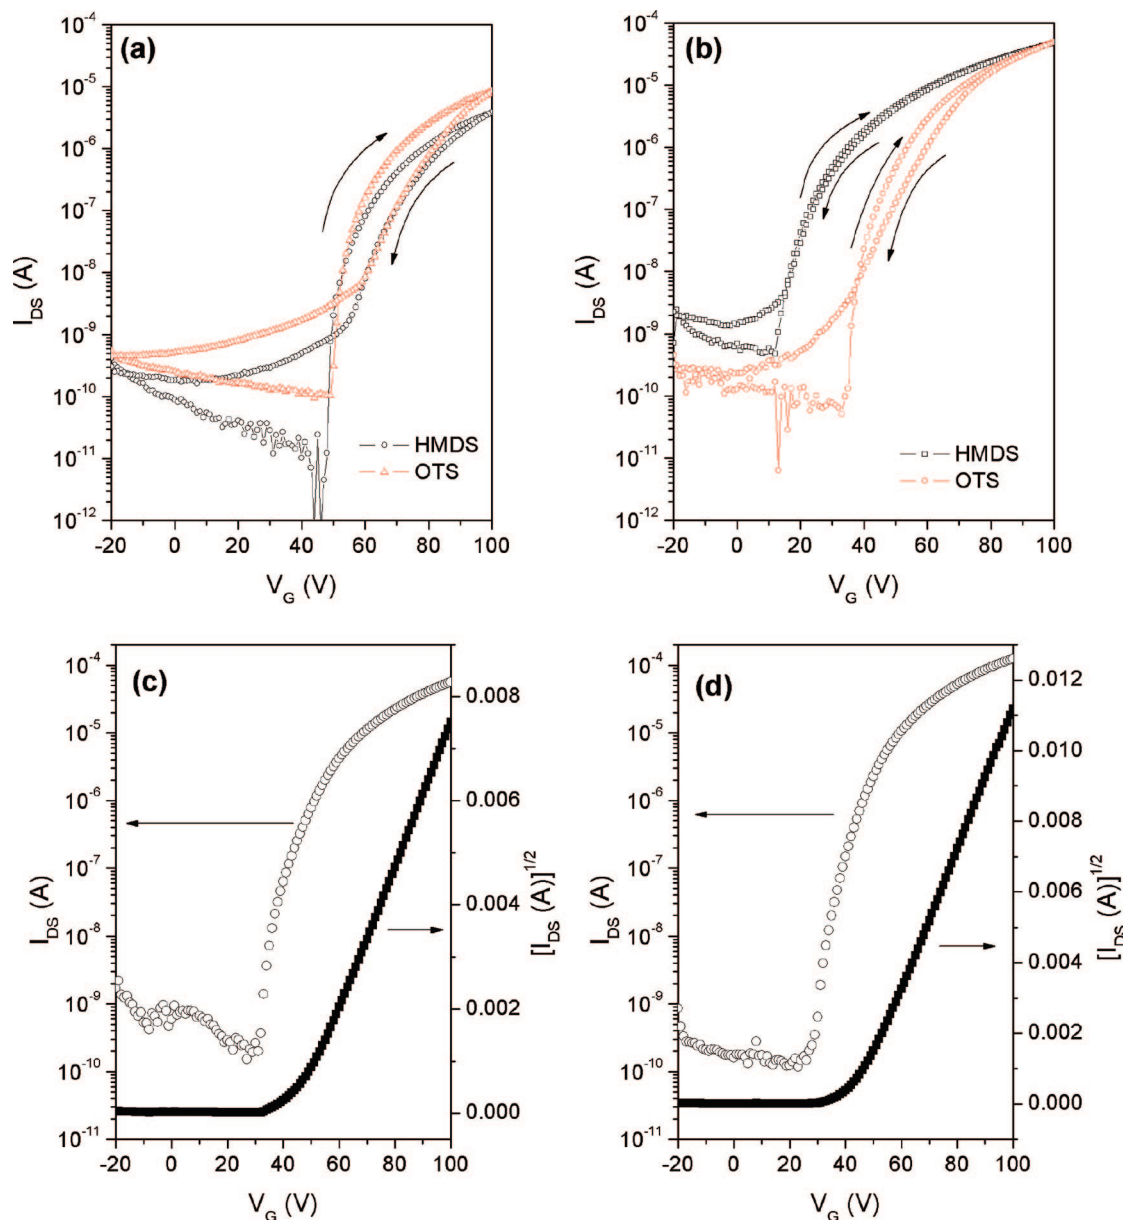 (a)
10⁻⁴
10⁻⁵
10⁻⁶
10⁻⁷
10⁻⁸
10⁻⁹
10⁻¹⁰
10⁻¹¹
10⁻¹²
I_DS (A)
HMDS
OTS
-20 0 20 40 60 80 100
V_G (V)
(b)
10⁻⁴
10⁻⁵
10⁻⁶
10⁻⁷
10⁻⁸
10⁻⁹
10⁻¹⁰
10⁻¹¹
10⁻¹²
I_DS (A)
HMDS
OTS
-20 0 20 40 60 80 100
V_G (V)
(c)
10⁻⁴
10⁻⁵
10⁻⁶
10⁻⁷
10⁻⁸
10⁻⁹
10⁻¹⁰
10⁻¹¹
I_DS (A)
0.008
0.006
0.004
0.002
0.000
[I_DS (A)]^1/2
-20 0 20 40 60 80 100
V_G (V)
(d)
10⁻⁴
10⁻⁵
10⁻⁶
10⁻⁷
10⁻⁸
10⁻⁹
10⁻¹⁰
10⁻¹¹
I_DS (A)
0.012
0.010
0.008
0.006
0.004
0.002
0.000
[I_DS (A)]^1/2
-20 0 20 40 60 80 100
V_G (V)